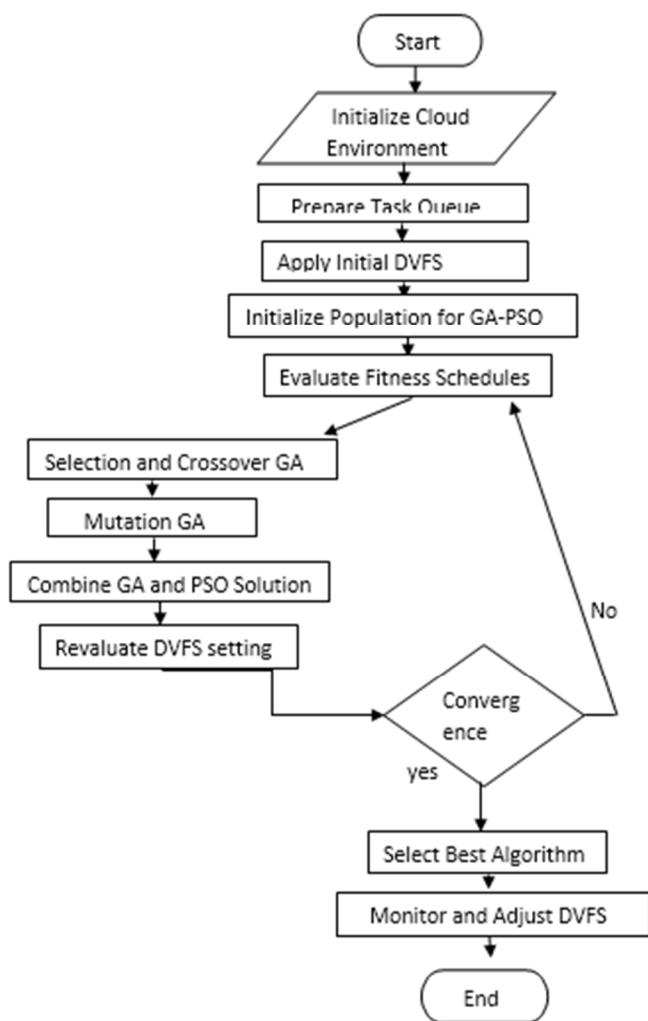 Start
Initialize Cloud
Environment
Prepare Task Queue
Apply Initial DVFS
Initialize Population for GA-PSO
Evaluate Fitness Schedules
Selection and Crossover GA
Mutation GA
Combine GA and PSO Solution
Revaluate DVFS setting
No
Converg
ence
yes
Select Best Algorithm
Monitor and Adjust DVFS
End